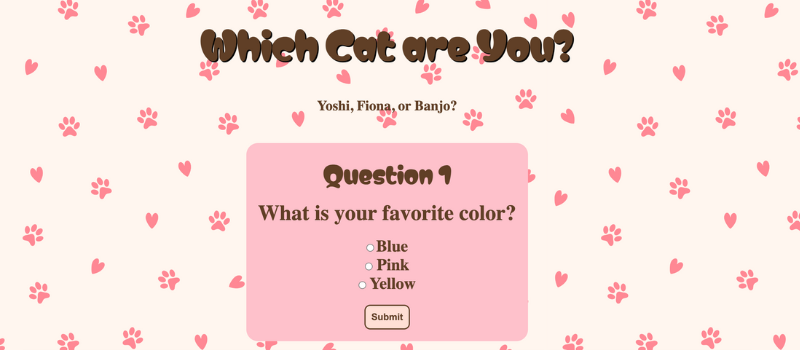 Which Cat are You?
Yoshi, Fiona, or Banjo?
Question 1
What is your favorite color?
Blue
Pink
Yellow
Submit